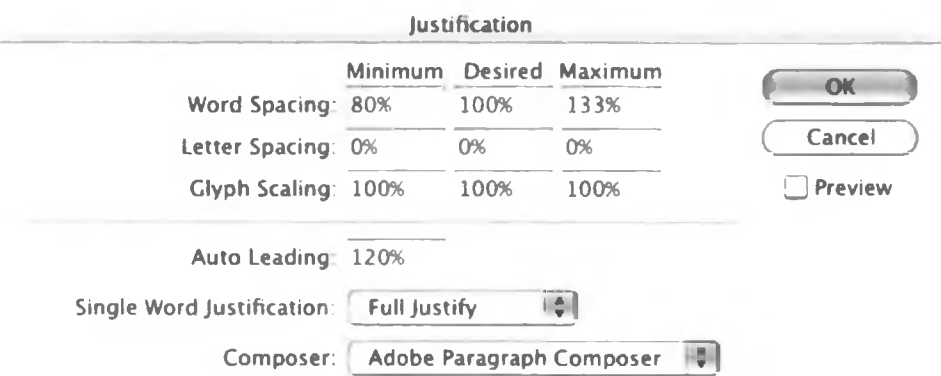 Justification
Minimum Desired Maximum
Word Spacing: 80% 100% 133%
OK
Letter Spacing: 0% 0% 0%
Cancel
Glyph Scaling: 100% 100% 100%
Preview
Auto Leading: 120%
Single Word Justification: Full Justify
Composer: Adobe Paragraph Composer